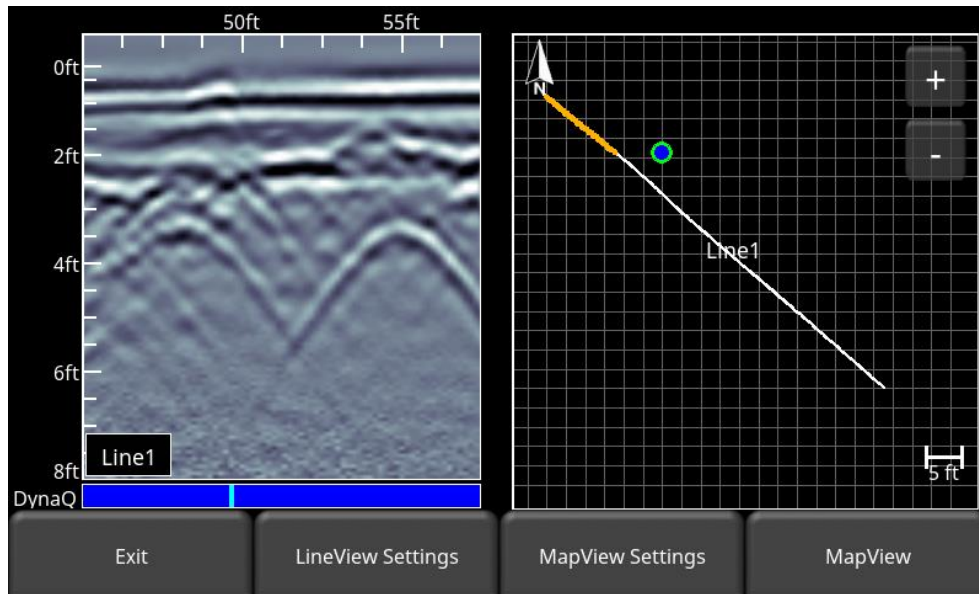 50ft 55ft
0ft
2ft
4ft
6ft
8ft
Line1
DynaQ
N
+
-
Line1
5 ft
Exit LineView Settings MapView Settings MapView